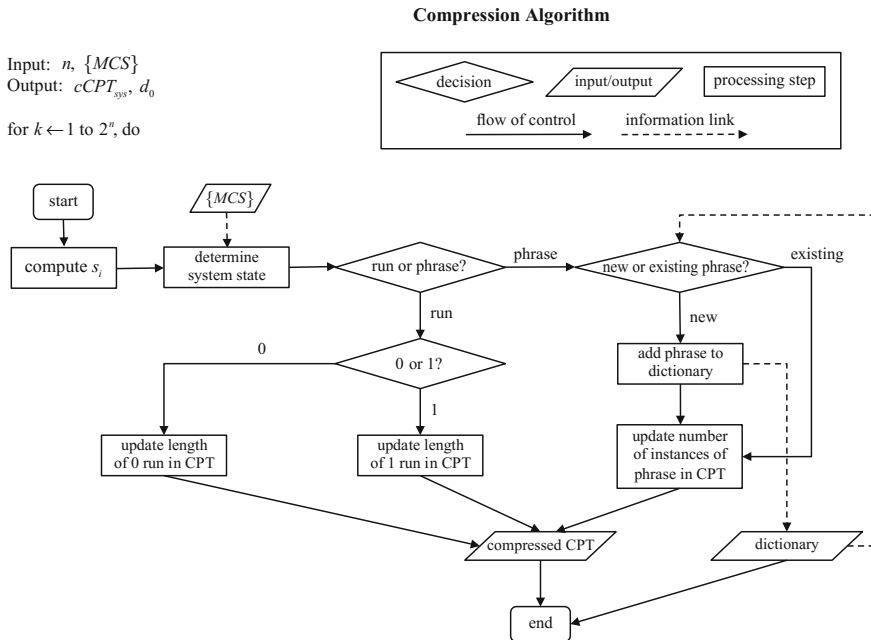 Compression Algorithm
Input: n, {MCS}
Output: cCPT_sys, d_0
for k ← 1 to 2^n, do
decision
input/output
processing step
flow of control
information link
start
{MCS}
compute s_i
determine
system state
run or phrase?
phrase
new or existing phrase?
existing
run
new
0
0 or 1?
add phrase to
dictionary
1
update length
of 0 run in CPT
update length
of 1 run in CPT
update number
of instances of
phrase in CPT
compressed CPT
dictionary
end